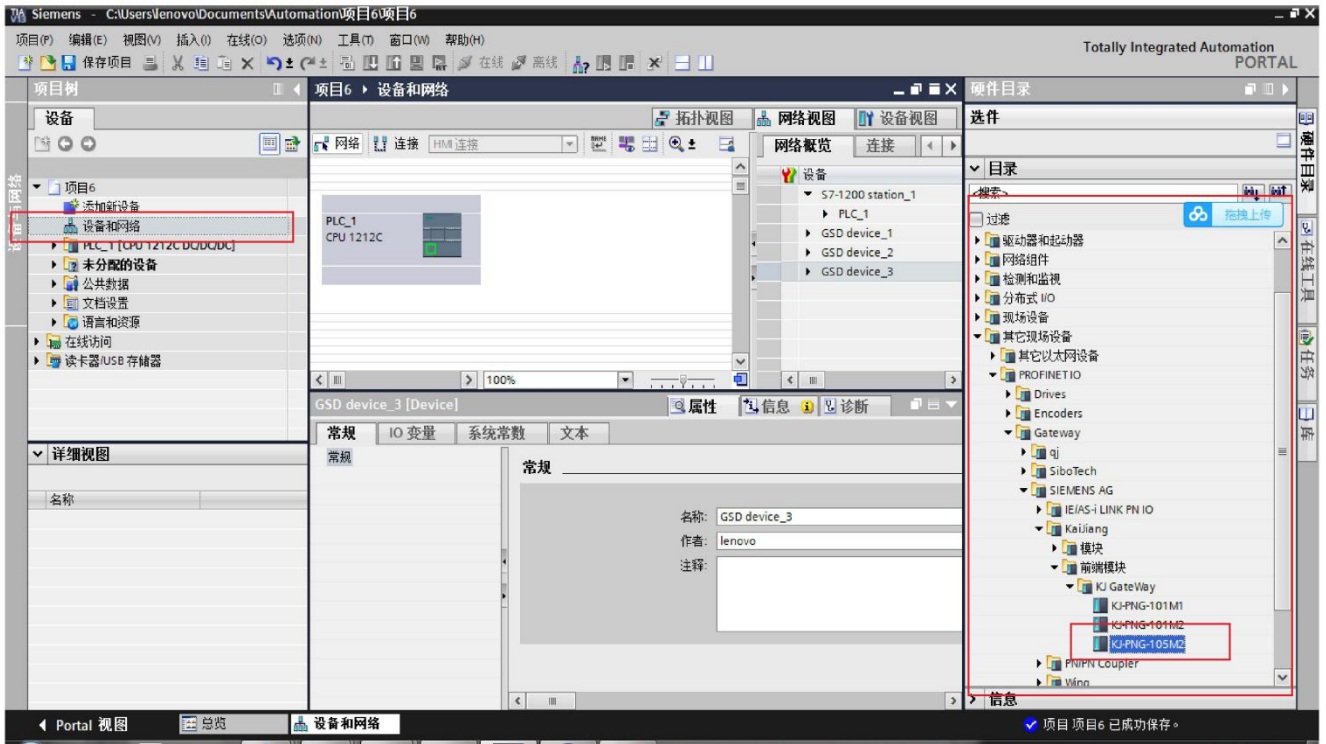 Siemens - C:\Users\lenovo\Documents\Automation\项目6\项目6
项目(P) 编辑(E) 视图(V) 插入(I) 在线(O) 选项(N) 工具(T) 窗口(W) 帮助(H)
Totally Integrated Automation
PORTAL
保存项目 在线 离线
项目树
设备
设备与网络
项目6
添加新设备
设备和网络
PLC_1 [CPU 1212C DC/DC/DC]
未分配的设备
公共数据
文档设置
语言和资源
在线访问
读卡器/USB 存储器
详细视图
名称
项目6 设备和网络
拓扑视图 网络视图 设备视图
网络 连接 HMI 连接
PLC_1
CPU 1212C
100%
网络概览 连接
设备
S7-1200 station_1
PLC_1
GSD device_1
GSD device_2
GSD device_3
GSD device_3 [Device]
属性 信息 诊断
常规 IO 变量 系统常数 文本
常规
常规
名称: GSD device_3
作者: lenovo
注释:
硬件目录
选件
目录
<搜索>
过滤
拖拽上传
驱动器和起动器
网络组件
检测和监视
分布式 I/O
现场设备
其它现场设备
其它以太网设备
PROFINET IO
Drives
Encoders
Gateway
qj
SiboTech
SIEMENS AG
IE/AS-i LINK PN IO
KaiJiang
模块
前端模块
KJ GateWay
KJ-PNG-101M1
KJ-PNG-101M2
KJ-PNG-105M2
PN/PN Coupler
Wing
信息
硬件目录
在线工具
任务
库
Portal 视图 总览 设备和网络
项目 项目6 已成功保存。